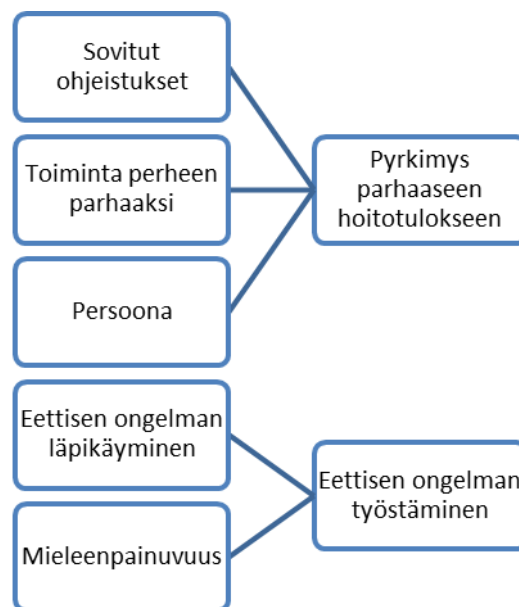 Sovitut
ohjeistukset
Toiminta perheen
parhaaksi
Persoona
Pyrkimys
parhaaseen
hoitotulokseen
Eettisen ongelman
läpikäyminen
Mieleenpainuvuus
Eettisen ongelman
työstäminen